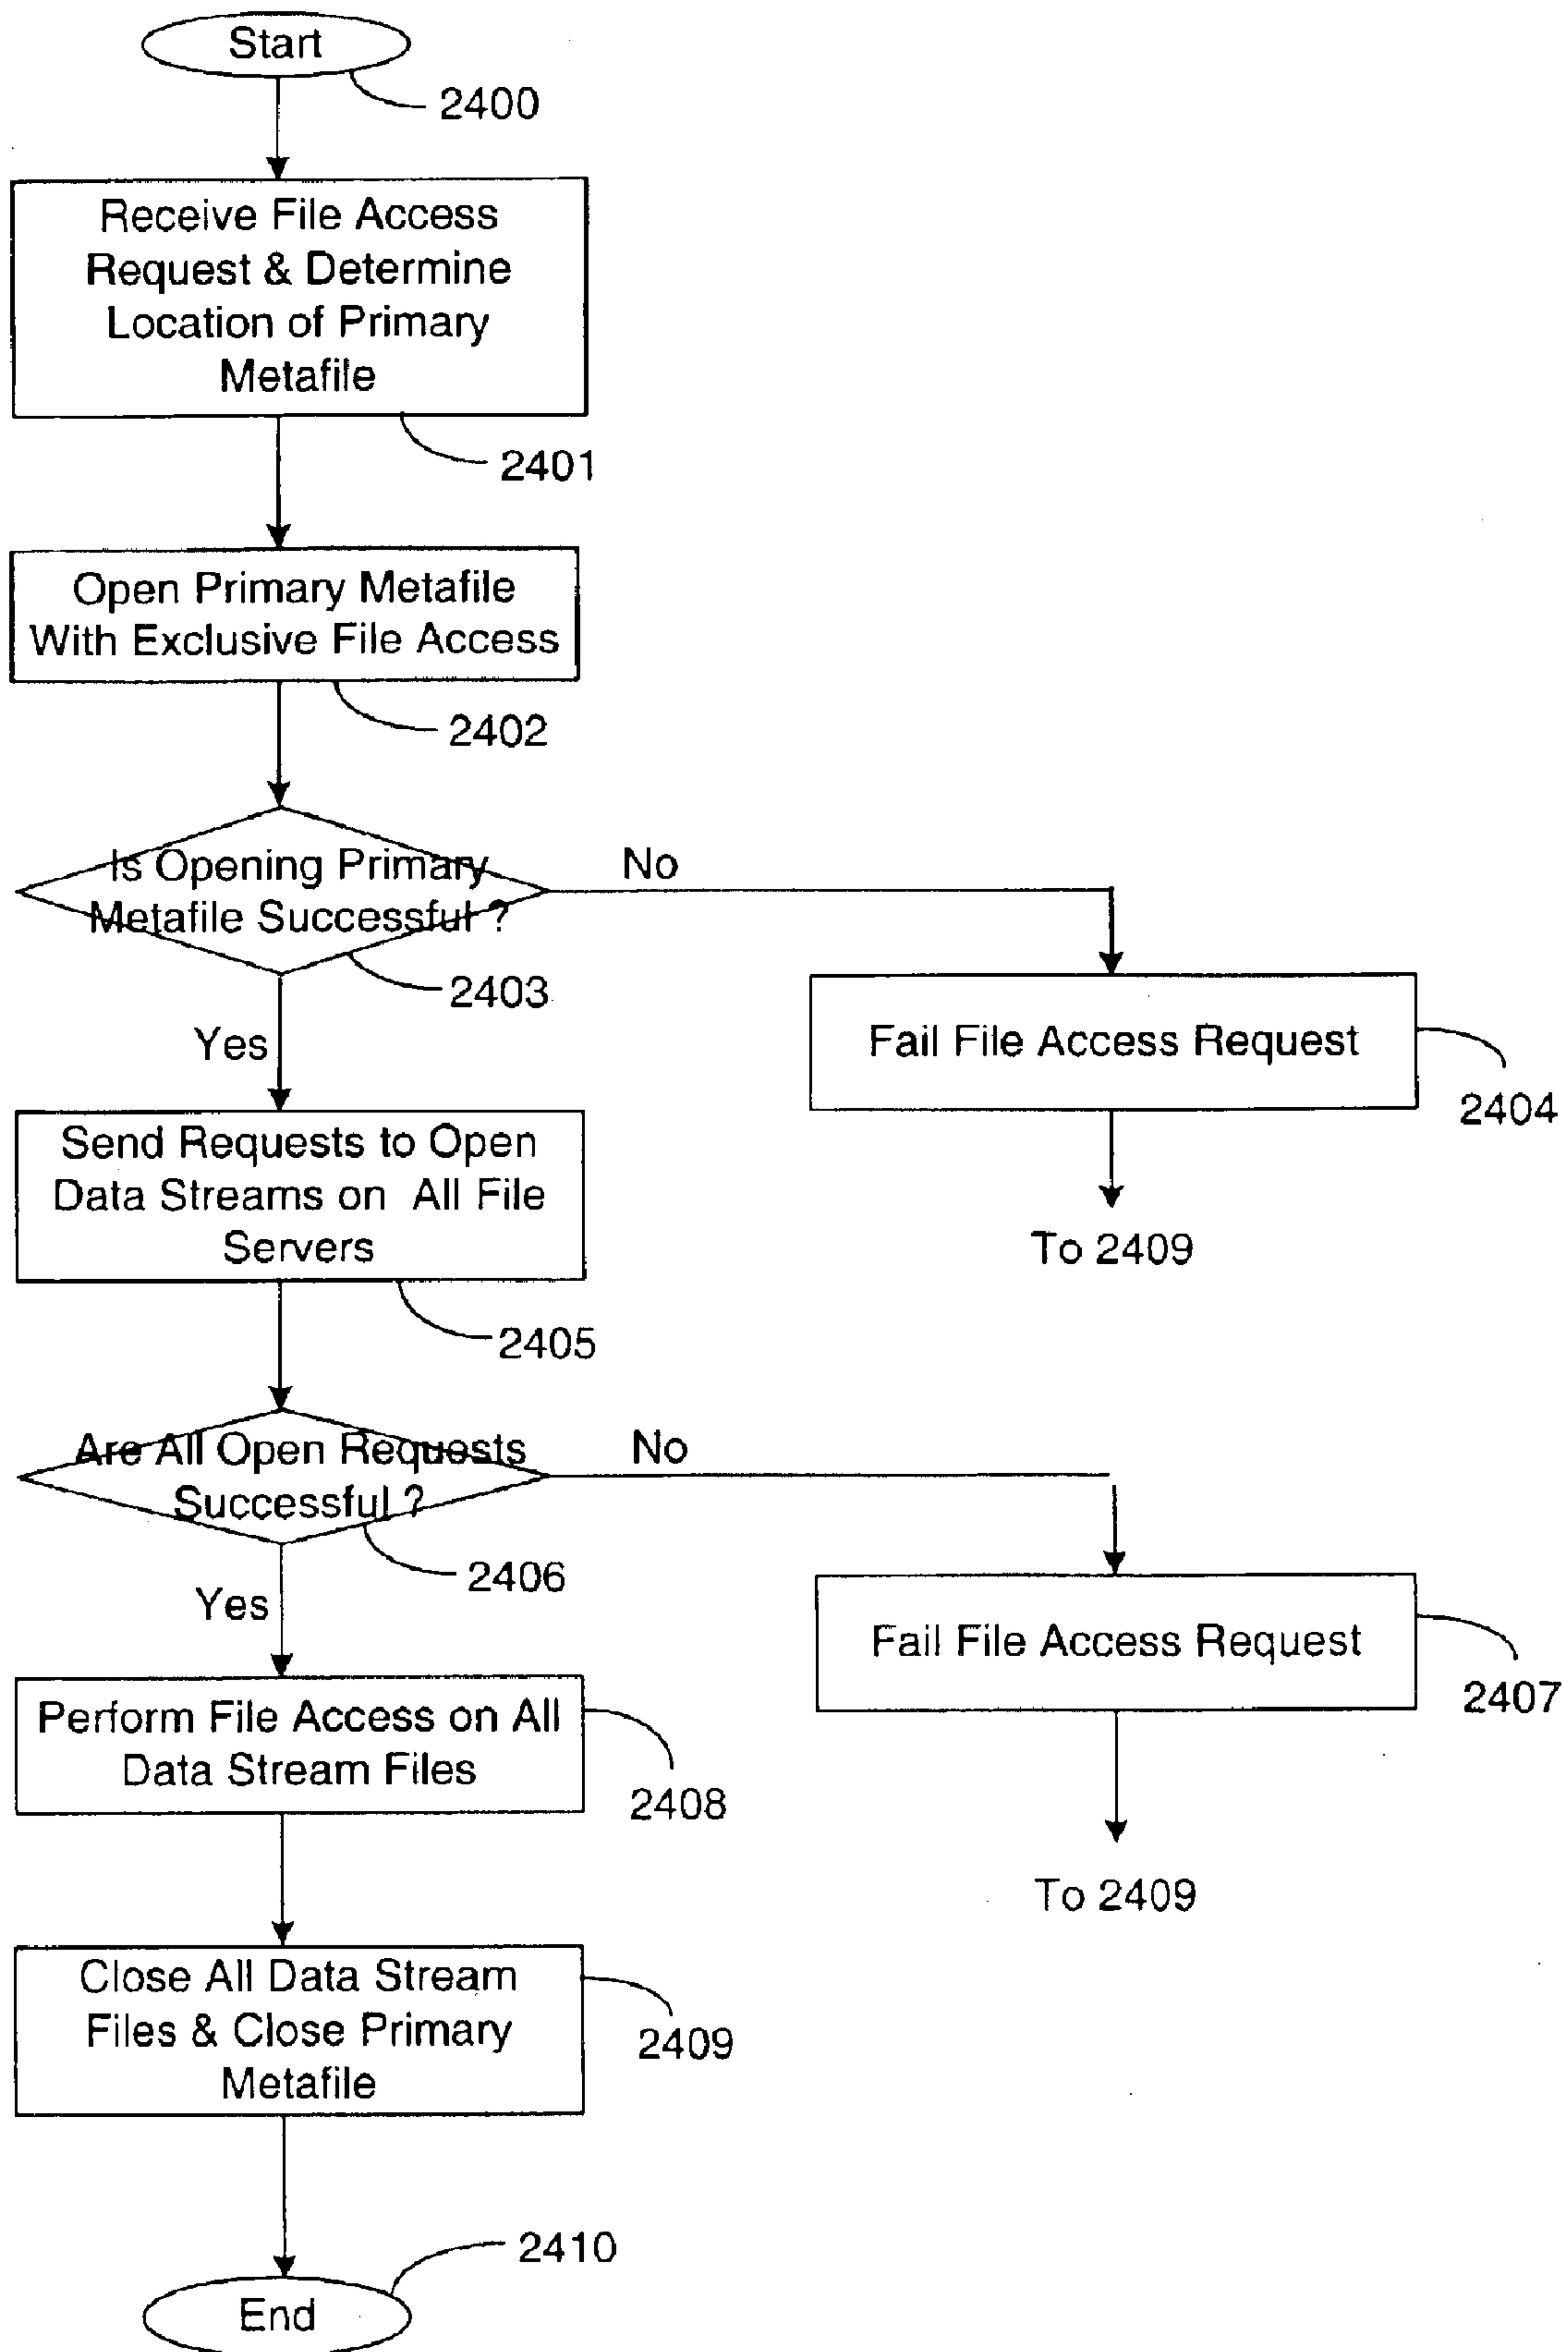 Start
2400
Receive File Access
Request & Determine
Location of Primary
Metafile
2401
Open Primary Metafile
With Exclusive File Access
2402
Is Opening Primary
Metafile Successful ?
No
2403
Yes
Fail File Access Request
2404
To 2409
Send Requests to Open
Data Streams on All File
Servers
2405
Are All Open Requests
Successful ?
No
2406
Yes
Fail File Access Request
2407
To 2409
Perform File Access on All
Data Stream Files
2408
Close All Data Stream
Files & Close Primary
Metafile
2409
2410
End